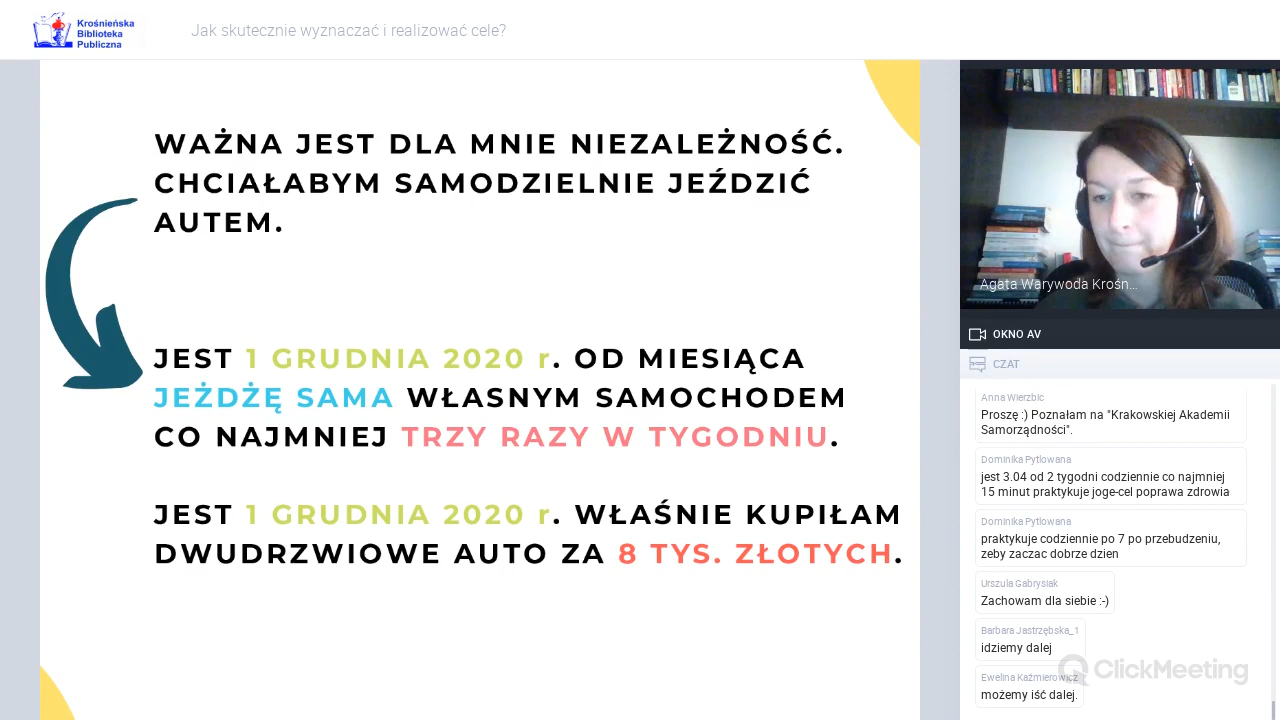 Krośnieńska
Biblioteka
Publiczna
Jak skutecznie wyznaczać i realizować cele?
WAŻNA JEST DLA MNIE NIEZALEŻNOŚĆ.
CHCIAŁABYM SAMODZIELNIE JEŹDZIĆ
AUTEM.
JEST 1 GRUDNIA 2020 r. OD MIESIĄCA
JEŻDŻĘ SAMA WŁASNYM SAMOCHODEM
CO NAJMNIEJ TRZY RAZY W TYGODNIU.
JEST 1 GRUDNIA 2020 r. WŁAŚNIE KUPIŁAM
DWUDRZWIOWE AUTO ZA 8 TYS. ZŁOTYCH.
Agata Warywoda Krośn...
OKNO AV
CZAT
Anna Wierzbic
Proszę :) Poznałam na "Krakowskiej Akademii
Samorządności".
Dominika Pytlowana
jest 3.04 od 2 tygodni codziennie co najmniej
15 minut praktykuje joge-cel poprawa zdrowia
Dominika Pytlowana
praktykuje codziennie po 7 po przebudzeniu,
zeby zaczac dobrze dzien
Urszula Gabrysiak
Zachowam dla siebie :-)
Barbara Jastrzębska_1
idziemy dalej
Ewelina Kaźmierowicz
możemy iść dalej.
ClickMeeting